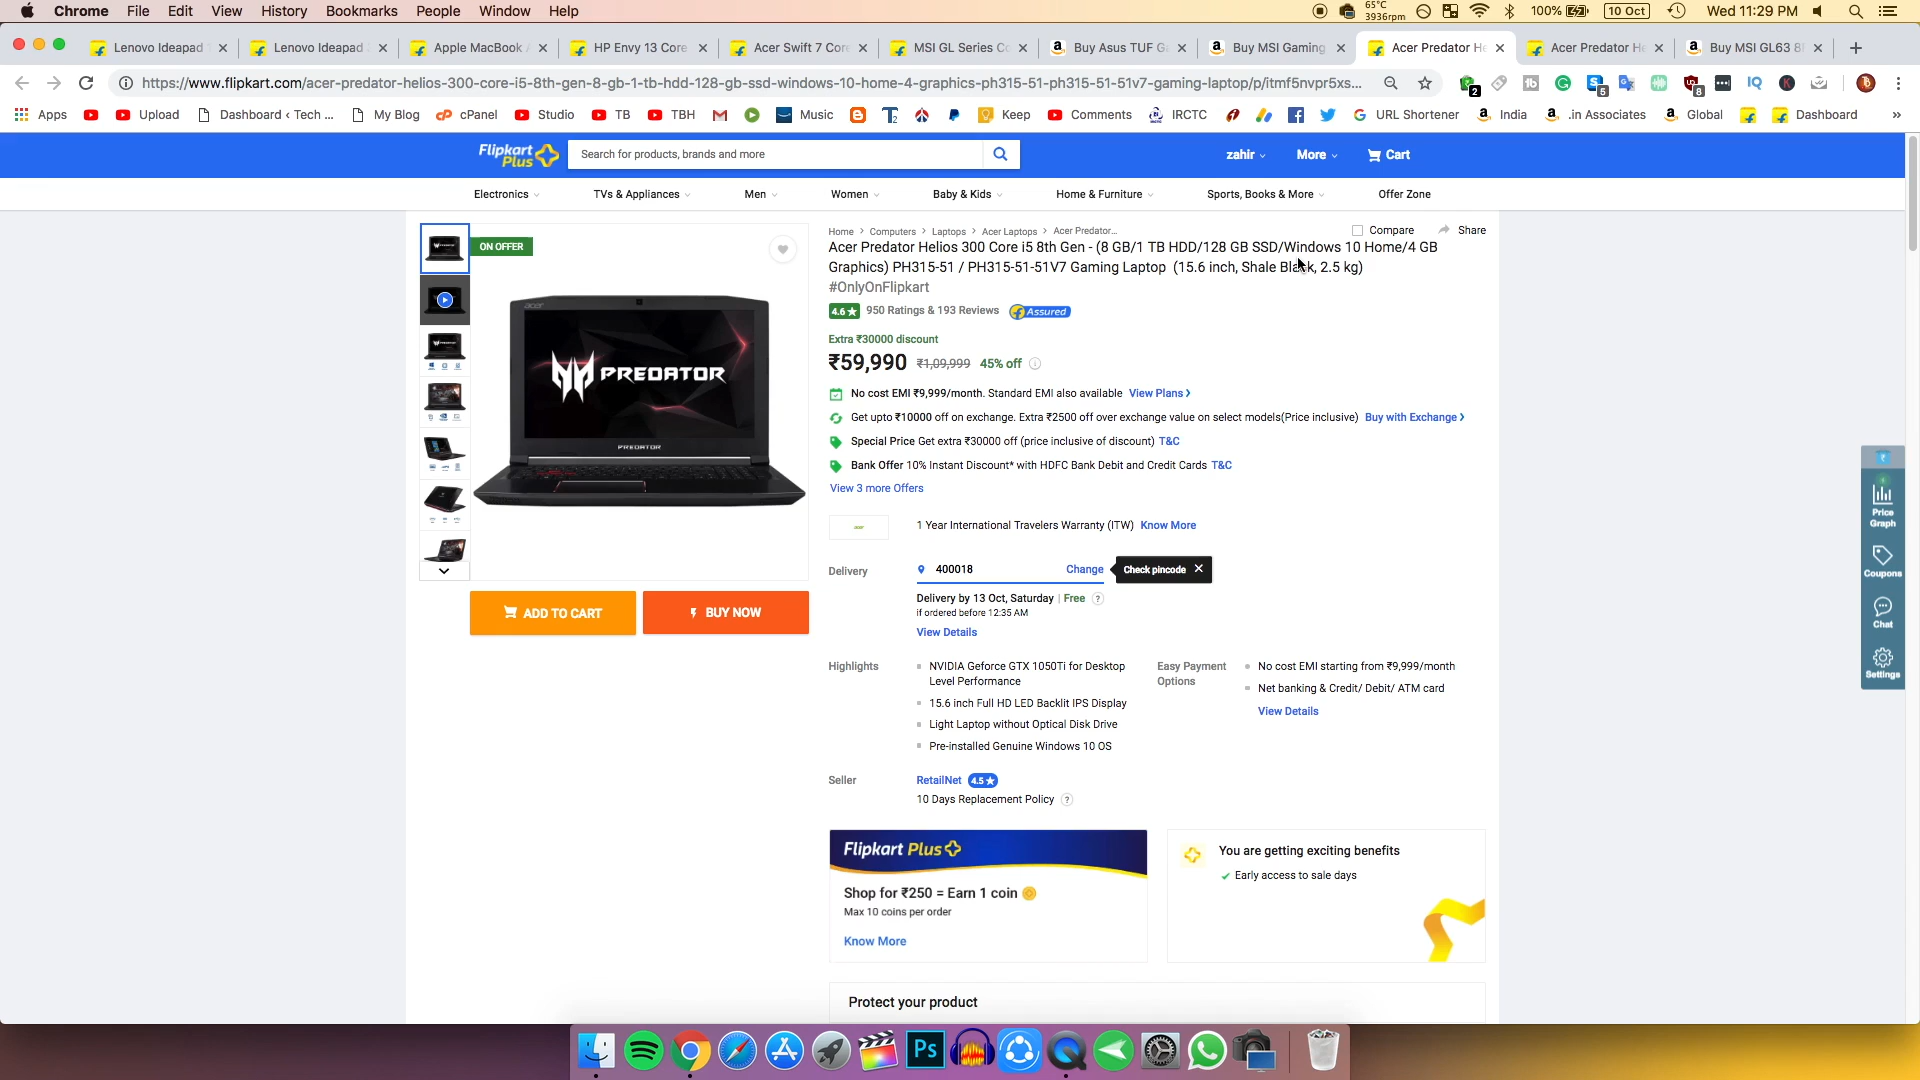 Chrome File Edit View History Bookmarks People Window Help
65°C
3936rpm
100%
10 Oct
Wed 11:29 PM
Lenovo Ideapad
Lenovo Ideapad
Apple MacBook
HP Envy 13 Core
Acer Swift 7 Core
MSI GL Series C
Buy Asus TUF G
Buy MSI Gaming
Acer Predator He
Acer Predator He
Buy MSI GL63 8
https://www.flipkart.com/acer-predator-helios-300-core-i5-8th-gen-8-gb-1-tb-hdd-128-gb-ssd-windows-10-home-4-graphics-ph315-51-ph315-51-51v7-gaming-laptop/p/itmf5nvpr5xs...
2
5
8
IQ
K
Apps Upload Dashboard < Tech ... My Blog cPanel Studio TB TBH Music Keep Comments IRCTC URL Shortener India .in Associates Global Dashboard »
Flipkart
Plus
Search for products, brands and more
zahir
More
Cart
Electronics
TVs & Appliances
Men
Women
Baby & Kids
Home & Furniture
Sports, Books & More
Offer Zone
ON OFFER
acer
PREDATOR
PREDATOR
ADD TO CART
BUY NOW
Home > Computers > Laptops > Acer Laptops > Acer Predator...
Compare
Share
Acer Predator Helios 300 Core i5 8th Gen - (8 GB/1 TB HDD/128 GB SSD/Windows 10 Home/4 GB
Graphics) PH315-51 / PH315-51-51V7 Gaming Laptop (15.6 inch, Shale Black, 2.5 kg)
#OnlyOnFlipkart
4.6★ 950 Ratings & 193 Reviews Assured
Extra ₹30000 discount
₹59,990 ₹1,09,999 45% off
No cost EMI ₹9,999/month. Standard EMI also available View Plans >
Get upto ₹10000 off on exchange. Extra ₹2500 off over exchange value on select models(Price inclusive) Buy with Exchange >
Special Price Get extra ₹30000 off (price inclusive of discount) T&C
Bank Offer 10% Instant Discount* with HDFC Bank Debit and Credit Cards T&C
View 3 more Offers
acer
1 Year International Travelers Warranty (ITW) Know More
Delivery
400018
Change
Check pincode ×
Delivery by 13 Oct, Saturday | Free ?
if ordered before 12:35 AM
View Details
Highlights
NVIDIA Geforce GTX 1050Ti for Desktop
Level Performance
15.6 inch Full HD LED Backlit IPS Display
Light Laptop without Optical Disk Drive
Pre-installed Genuine Windows 10 OS
Easy Payment
Options
No cost EMI starting from ₹9,999/month
Net banking & Credit/ Debit/ ATM card
View Details
Seller
RetailNet 4.5★
10 Days Replacement Policy ?
Flipkart Plus
Shop for ₹250 = Earn 1 coin
Max 10 coins per order
Know More
You are getting exciting benefits
Early access to sale days
Protect your product
Price
Graph
Coupons
Chat
Settings
Ps